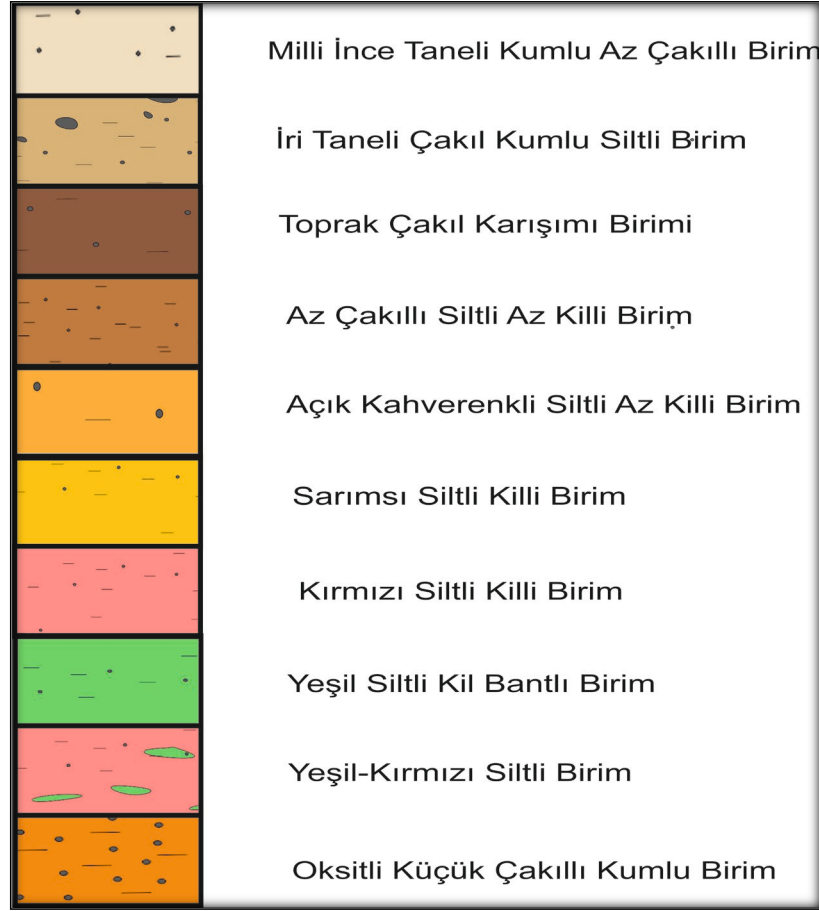 Milli İnce Taneli Kumlu Az Çakıllı Birim
İri Taneli Çakıl Kumlu Siltli Birim
Toprak Çakıl Karışımı Birimi
Az Çakıllı Siltli Az Killi Birim
Açık Kahverenkli Siltli Az Killi Birim
Sarımsı Siltli Killi Birim
Kırmızı Siltli Killi Birim
Yeşil Siltli Kil Bantlı Birim
Yeşil-Kırmızı Siltli Birim
Oksitli Küçük Çakıllı Kumlu Birim